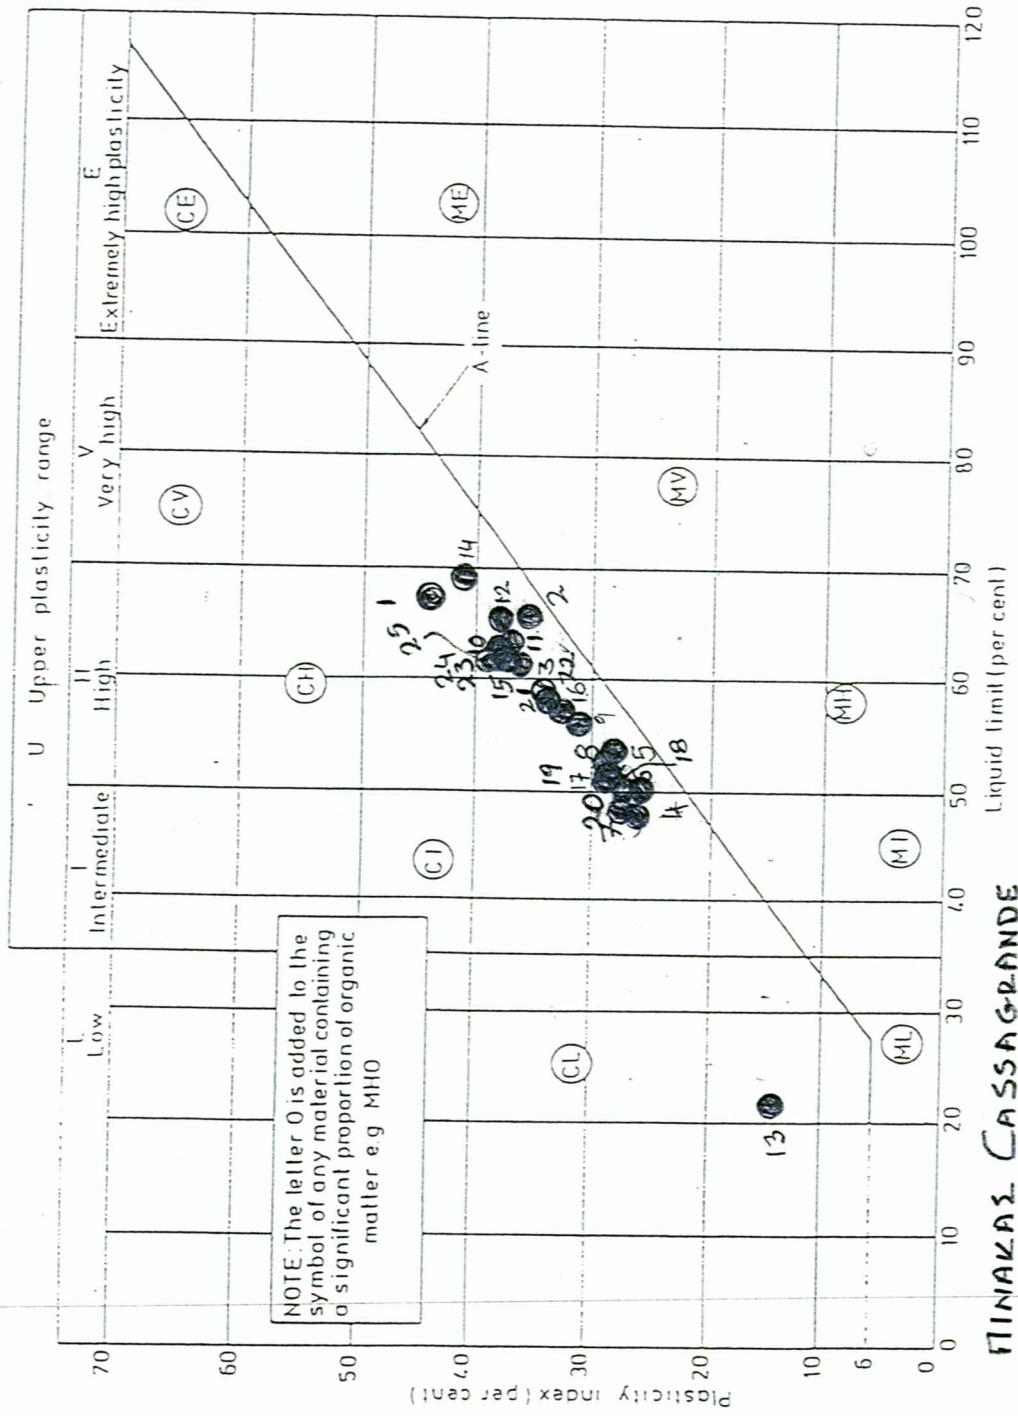 U Upper plasticity range
L
Low
I
Intermediate
H
High
V
Very high
E
Extremely high plasticity
NOTE: The letter O is added to the
symbol of any material containing
a significant proportion of organic
matter e.g MHO
CL
CI
CH
CV
CE
ML
MI
MH
MV
ME
A-line
13
20
7
4
19
17
8
6
5
18
9
16
21
3
22
15
23
24
10
11
25
12
2
1
14
Plasticity index (per cent)
70
60
50
40
30
20
10
6
0
0
10
20
30
40
50
60
70
80
90
100
110
120
Liquid limit (per cent)
ΠΙΝΑΚΑΣ CASSAGRANDE